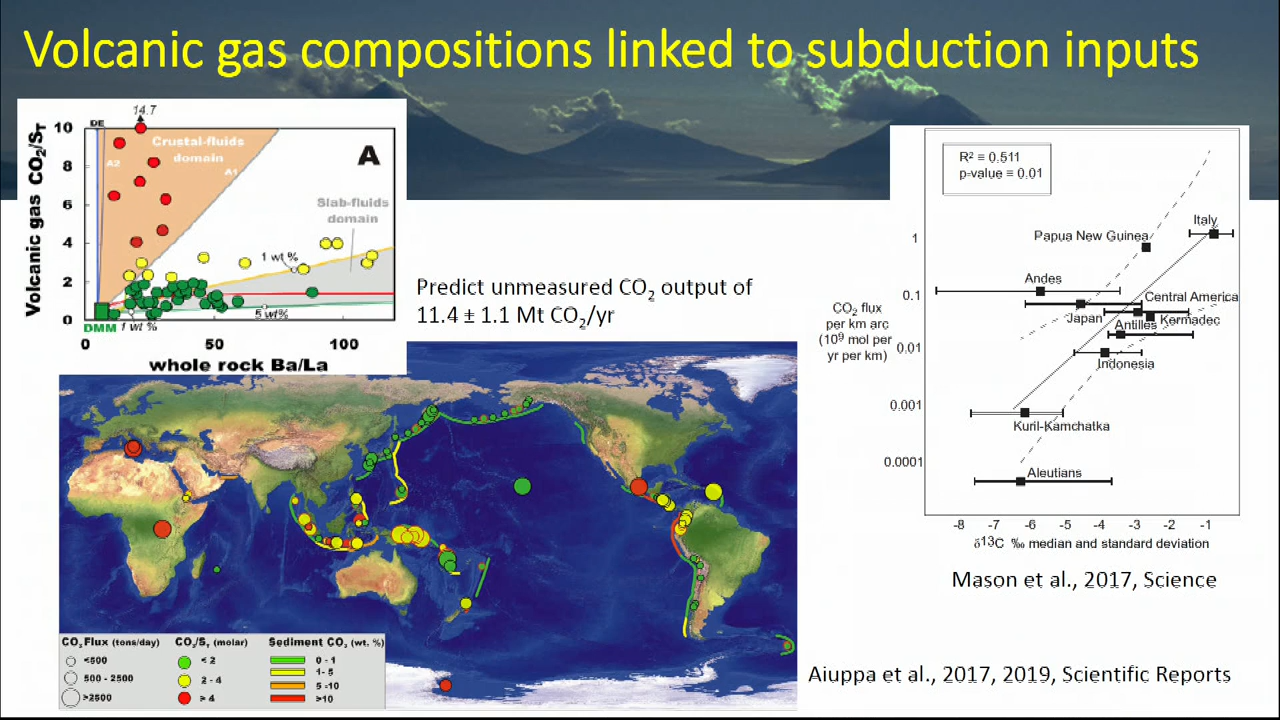 Volcanic gas compositions linked to subduction inputs
14.7
DE
10
8
6
4
2
0
Volcanic gas CO2/ST
Crustal-fluids
domain
A2
A1
A
Slab-fluids
domain
1 wt %
5 wt%
DMM
1 wt %
0
50
100
whole rock Ba/La
Predict unmeasured CO2 output of
11.4 ± 1.1 Mt CO2/yr
R² = 0.511
p-value = 0.01
Italy
Papua New Guinea
Andes
Central America
Japan
Kermadec
Antilles
Indonesia
Kuril-Kamchatka
Aleutians
1
0.1
0.01
0.001
0.0001
CO2 flux
per km arc
(10⁹ mol per
yr per km)
-8 -7 -6 -5 -4 -3 -2 -1
δ13C ‰ median and standard deviation
Mason et al., 2017, Science
CO2 Flux (tons/day)
<500
500 - 2500
>2500
CO2/ST (molar)
< 2
2 - 4
> 4
Sediment CO2 (wt. %)
0 - 1
1- 5
5 -10
>10
Aiuppa et al., 2017, 2019, Scientific Reports